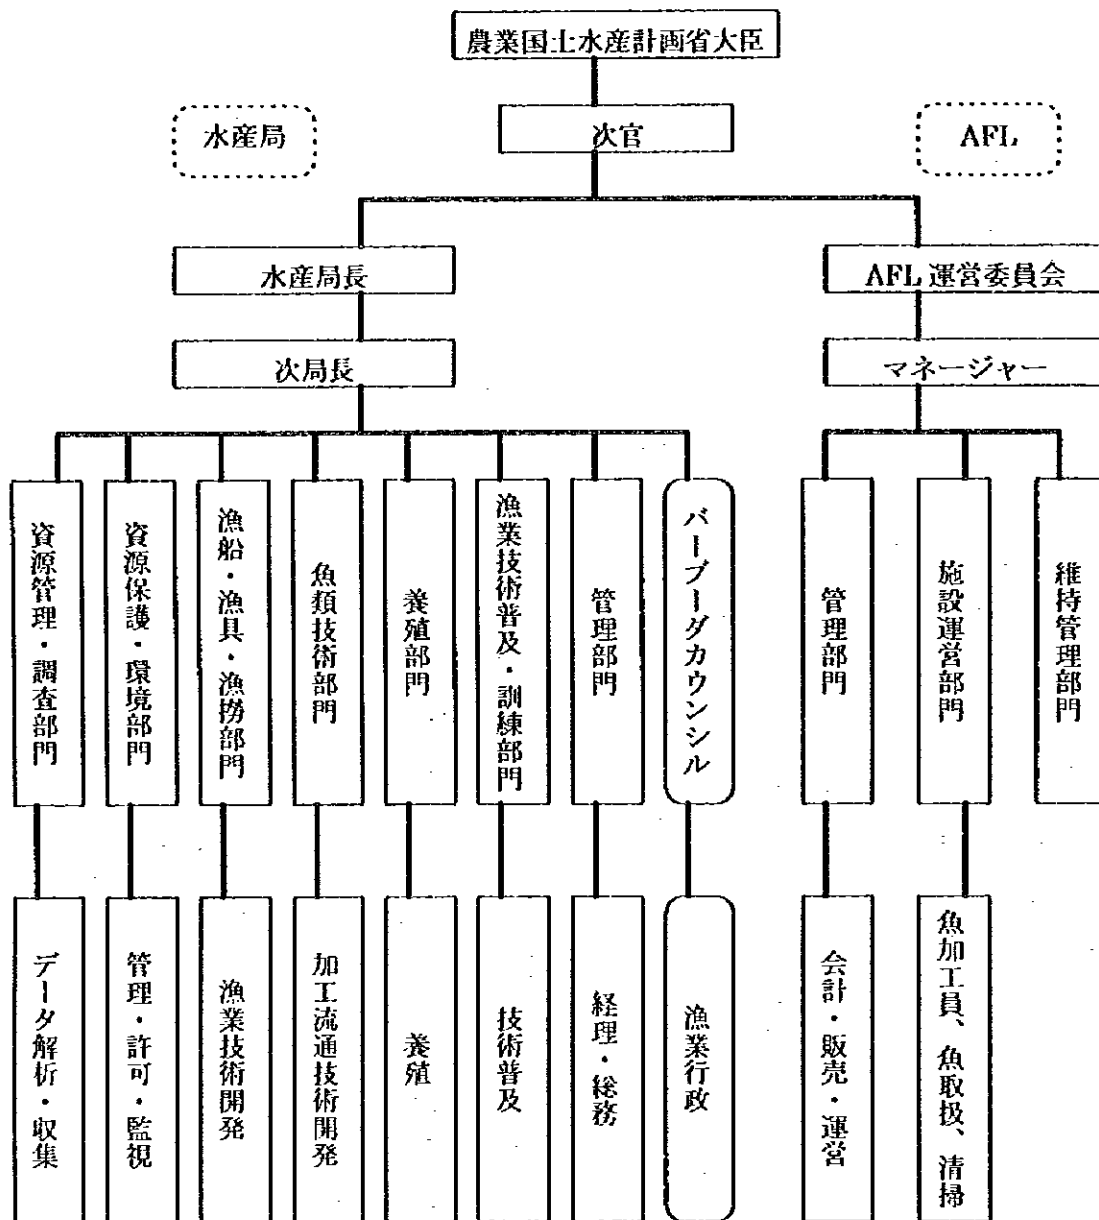 農業国土水産計画省大臣
水産局
次官
AFL
水産局長
AFL 運営委員会
次局長
マネージャー
資源管理・調査部門
資源保護・環境部門
漁船・漁具・漁撈部門
魚類技術部門
養殖部門
漁業技術普及・訓練部門
管理部門
バーブーダカウンシル
管理部門
施設運営部門
維持管理部門
データ解析・収集
管理・許可・監視
漁業技術開発
加工流通技術開発
養殖
技術普及
経理・総務
漁業行政
会計・販売・運営
魚加工員、魚取扱、清掃